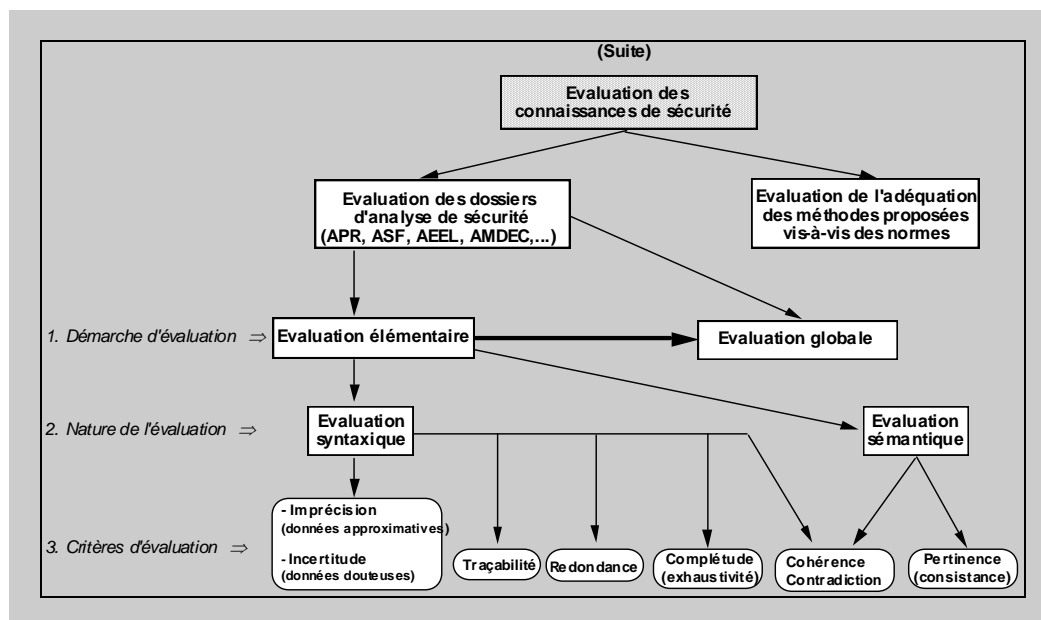 (Suite)
Evaluation des
connaissances de sécurité
Evaluation des dossiers
d'analyse de sécurité
(APR, ASF, AEEL, AMDEC,...)
Evaluation de l'adéquation
des méthodes proposées
vis-à-vis des normes
1. Démarche d'évaluation ⇒
Evaluation élémentaire
Evaluation globale
2. Nature de l'évaluation ⇒
Evaluation
syntaxique
Evaluation
sémantique
3. Critères d'évaluation ⇒
- Imprécision
(données approximatives)
- Incertitude
(données douteuses)
Traçabilité
Redondance
Complétude
(exhaustivité)
Cohérence
Contradiction
Pertinence
(consistance)